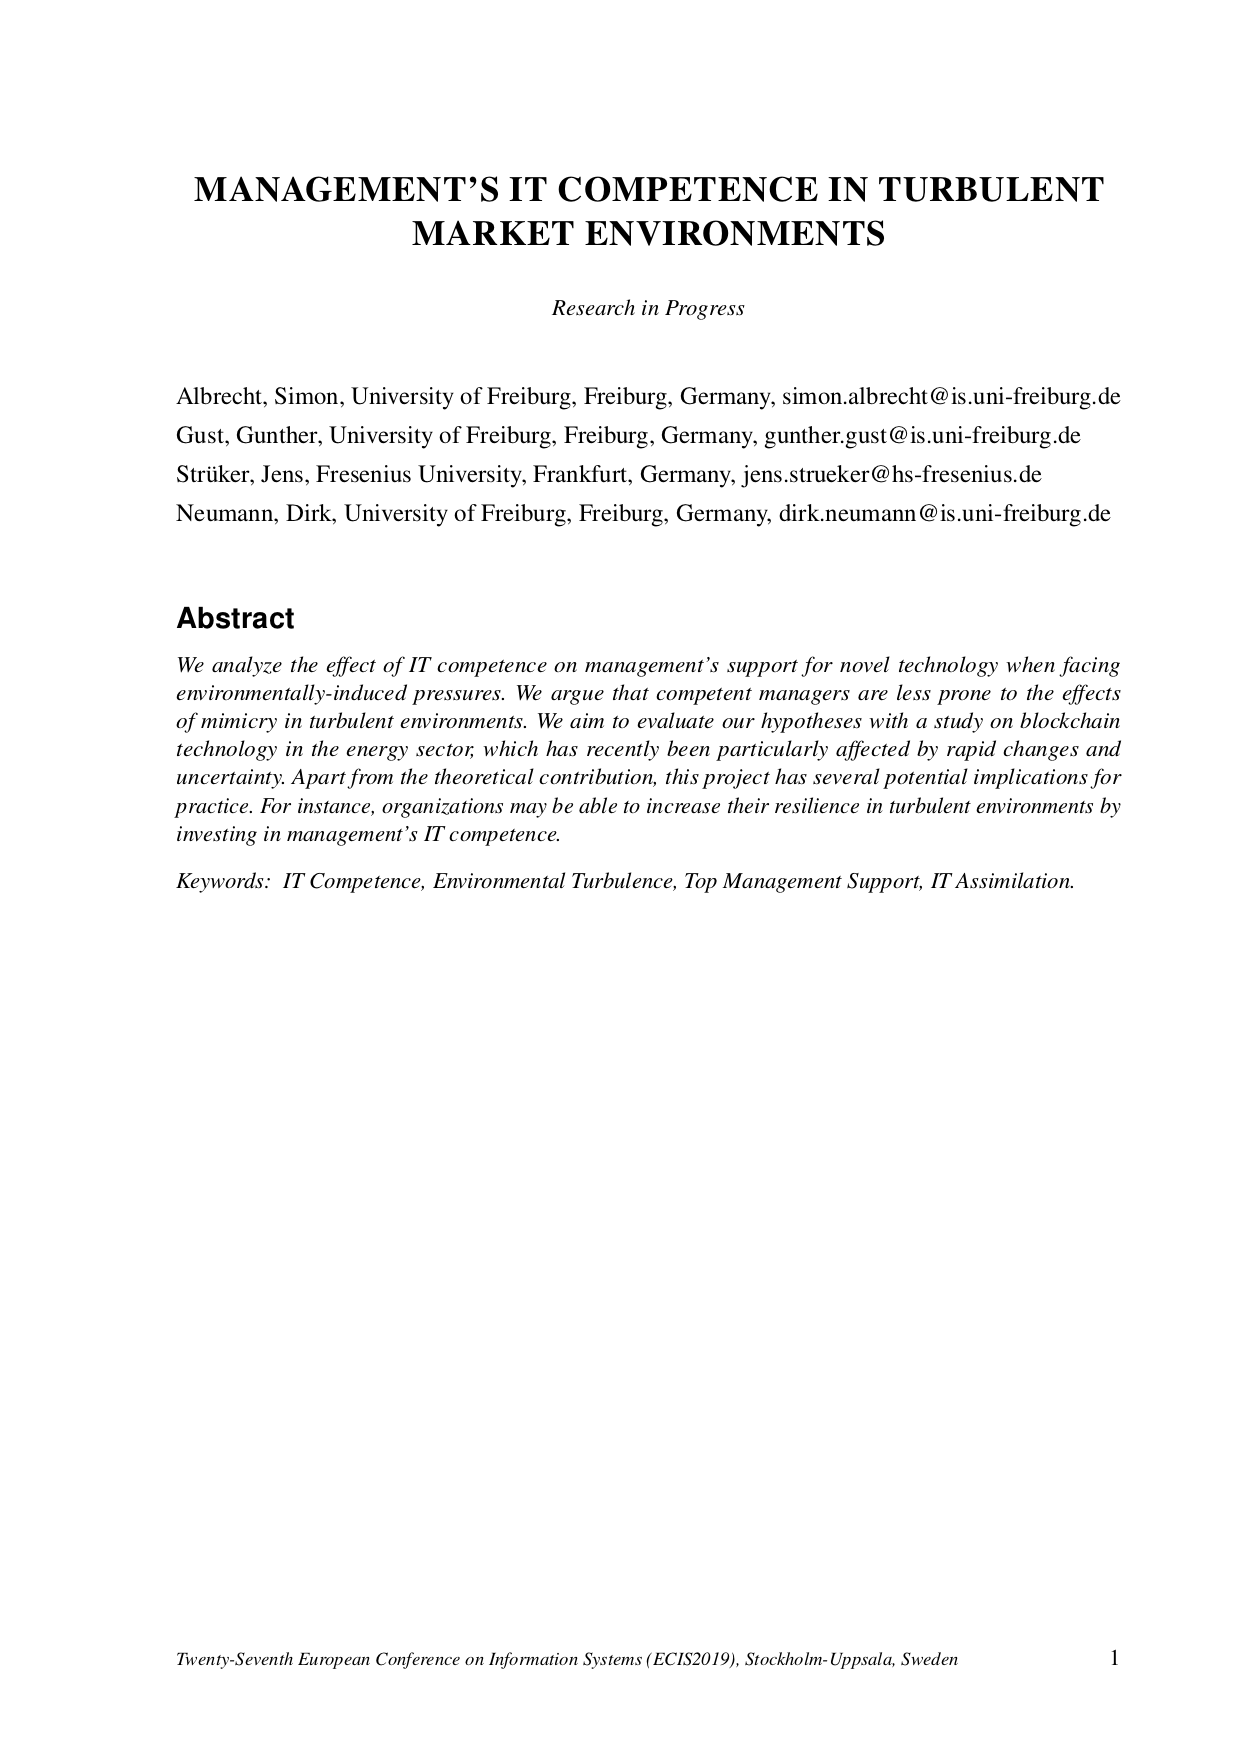 MANAGEMENT'S IT COMPETENCE IN TURBULENT
MARKET ENVIRONMENTS
Research in Progress
Albrecht, Simon, University of Freiburg, Freiburg, Germany, simon.albrecht@is.uni-freiburg.de
Gust, Gunther, University of Freiburg, Freiburg, Germany, gunther.gust@is.uni-freiburg.de
Strüker, Jens, Fresenius University, Frankfurt, Germany, jens.strueker@hs-fresenius.de
Neumann, Dirk, University of Freiburg, Freiburg, Germany, dirk.neumann@is.uni-freiburg.de
Abstract
We analyze the effect of IT competence on management's support for novel technology when facing
environmentally-induced pressures. We argue that competent managers are less prone to the effects
of mimicry in turbulent environments. We aim to evaluate our hypotheses with a study on blockchain
technology in the energy sector, which has recently been particularly affected by rapid changes and
uncertainty. Apart from the theoretical contribution, this project has several potential implications for
practice. For instance, organizations may be able to increase their resilience in turbulent environments by
investing in management's IT competence.
Keywords: IT Competence, Environmental Turbulence, Top Management Support, IT Assimilation.
Twenty-Seventh European Conference on Information Systems (ECIS2019), Stockholm-Uppsala, Sweden 1